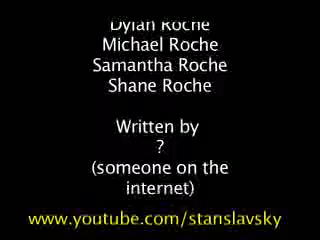 Dylan Roche
Michael Roche
Samantha Roche
Shane Roche
Written by
?
(someone on the
internet)
www.youtube.com/stanslavsky